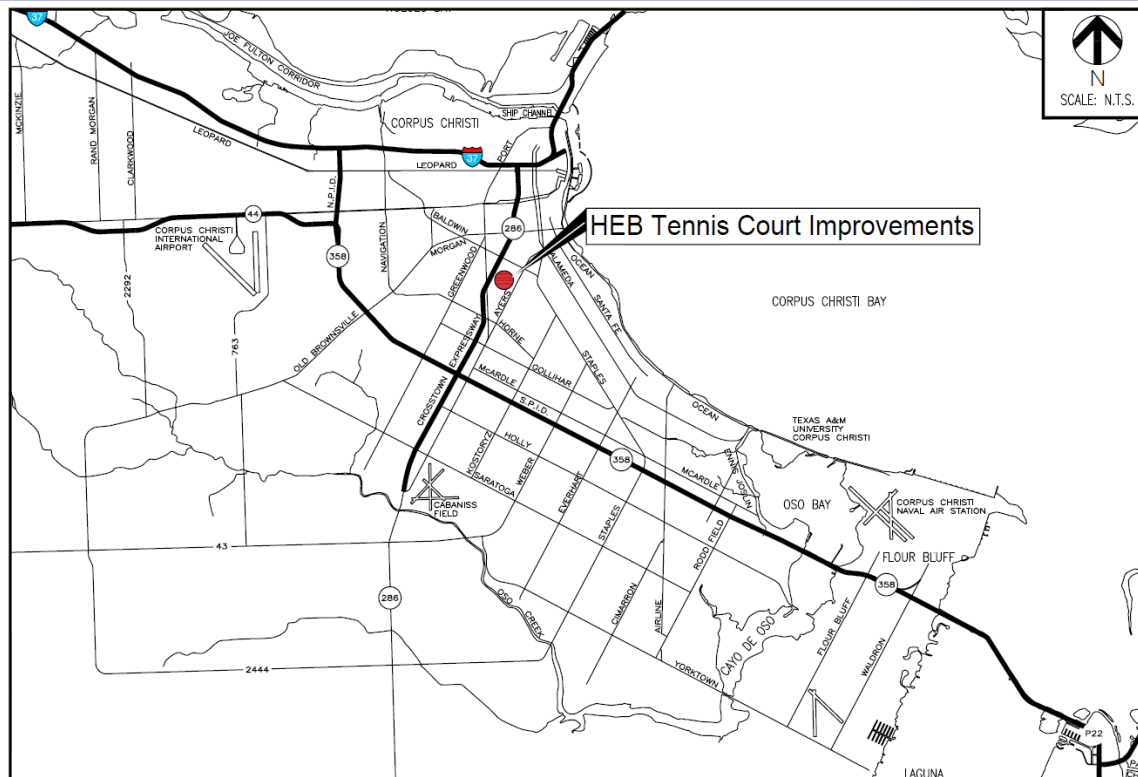 37
JOE FULTON CORRIDOR
N
SCALE: N.T.S.
MCKINZIE
RAND MORGAN
CLARKWOOD
LEOPARD
CORPUS CHRISTI
SHIP CHANNEL
PORT
37
LEOPARD
N.P.I.D.
44
CORPUS CHRISTI
INTERNATIONAL
AIRPORT
358
NAVIGATION
BALDWIN
MORGAN
GREENWOOD
286
HEB Tennis Court Improvements
ALAMEDA
OCEAN
SANTA FE
AYERS
2292
763
OLD BROWNSVILLE
CORPUS CHRISTI BAY
HORNE
EXPRESSWAY
CROSSTOWN
McARDLE
GOLLIHAR
STAPLES
S.P.I.D.
OCEAN
TEXAS A&M
UNIVERSITY
CORPUS CHRISTI
KOSTORYZ
HOLLY
WEBER
SARATOGA
358
MCARDLE
ENNIS JOSLIN
EVERHART
STAPLES
CABANISS
FIELD
OSO BAY
CORPUS CHRISTI
NAVAL AIR STATION
FLOUR BLUFF
RODD FIELD
43
286
OSO
CREEK
CIMARRON
AIRLINE
358
CAYO DE OSO
FLOUR BLUFF
WALDRON
2444
YORKTOWN
P22
LAGUNA